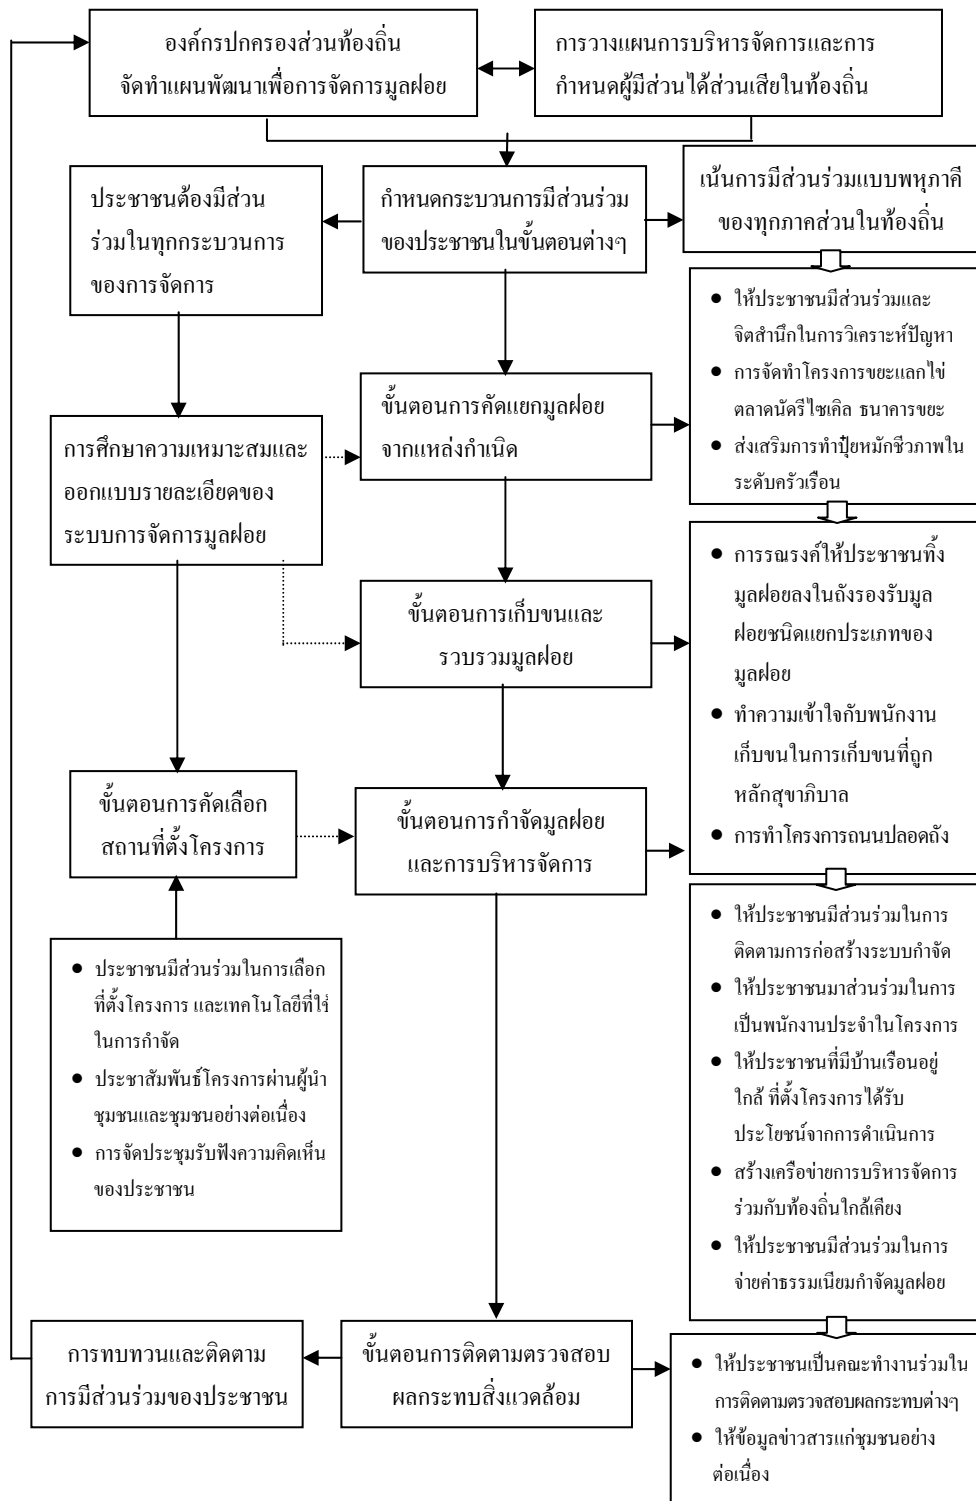 องค์กรปกครองส่วนท้องถิ่น
จัดทำแผนพัฒนาเพื่อการจัดการมูลฝอย
การวางแผนการบริหารจัดการและการ
กำหนดผู้มีส่วนได้ส่วนเสียในท้องถิ่น
ประชาชนต้องมีส่วน
ร่วมในทุกกระบวนการ
ของการจัดการ
กำหนดกระบวนการมีส่วนร่วม
ของประชาชนในขั้นตอนต่างๆ
เน้นการมีส่วนร่วมแบบพหุภาคี
ของทุกภาคส่วนในท้องถิ่น
• ให้ประชาชนมีส่วนร่วมและ
จิตสำนึกในการวิเคราะห์ปัญหา
• การจัดทำโครงการขยะแลกไข่
ตลาดนัดรีไซเคิล ธนาคารขยะ
• ส่งเสริมการทำปุ๋ยหมักชีวภาพใน
ระดับครัวเรือน
ขั้นตอนการคัดแยกมูลฝอย
จากแหล่งกำเนิด
การศึกษาความเหมาะสมและ
ออกแบบรายละเอียดของ
ระบบการจัดการมูลฝอย
• การรณรงค์ให้ประชาชนทิ้ง
มูลฝอยลงในถังรองรับมูล
ฝอยชนิดแยกประเภทของ
มูลฝอย
• ทำความเข้าใจกับพนักงาน
เก็บขนในการเก็บขนที่ถูก
หลักสุขาภิบาล
• การทำโครงการถนนปลอดถัง
ขั้นตอนการเก็บขนและ
รวบรวมมูลฝอย
ขั้นตอนการคัดเลือก
สถานที่ตั้งโครงการ
ขั้นตอนการกำจัดมูลฝอย
และการบริหารจัดการ
• ให้ประชาชนมีส่วนร่วมในการ
ติดตามการก่อสร้างระบบกำจัด
• ให้ประชาชนมาส่วนร่วมในการ
เป็นพนักงานประจำในโครงการ
• ให้ประชาชนที่มีบ้านเรือนอยู่
ใกล้ ที่ตั้งโครงการได้รับ
ประโยชน์จากการดำเนินการ
• สร้างเครือข่ายการบริหารจัดการ
ร่วมกับท้องถิ่นใกล้เคียง
• ให้ประชาชนมีส่วนร่วมในการ
จ่ายค่าธรรมเนียมกำจัดมูลฝอย
• ประชาชนมีส่วนร่วมในการเลือก
ที่ตั้งโครงการ และเทคโนโลยีที่ใช้
ในการกำจัด
• ประชาสัมพันธ์โครงการผ่านผู้นำ
ชุมชนและชุมชนอย่างต่อเนื่อง
• การจัดประชุมรับฟังความคิดเห็น
ของประชาชน
การทบทวนและติดตาม
การมีส่วนร่วมของประชาชน
ขั้นตอนการติดตามตรวจสอบ
ผลกระทบสิ่งแวดล้อม
• ให้ประชาชนเป็นคณะทำงานร่วมใน
การติดตามตรวจสอบผลกระทบต่างๆ
• ให้ข้อมูลข่าวสารแก่ชุมชนอย่าง
ต่อเนื่อง